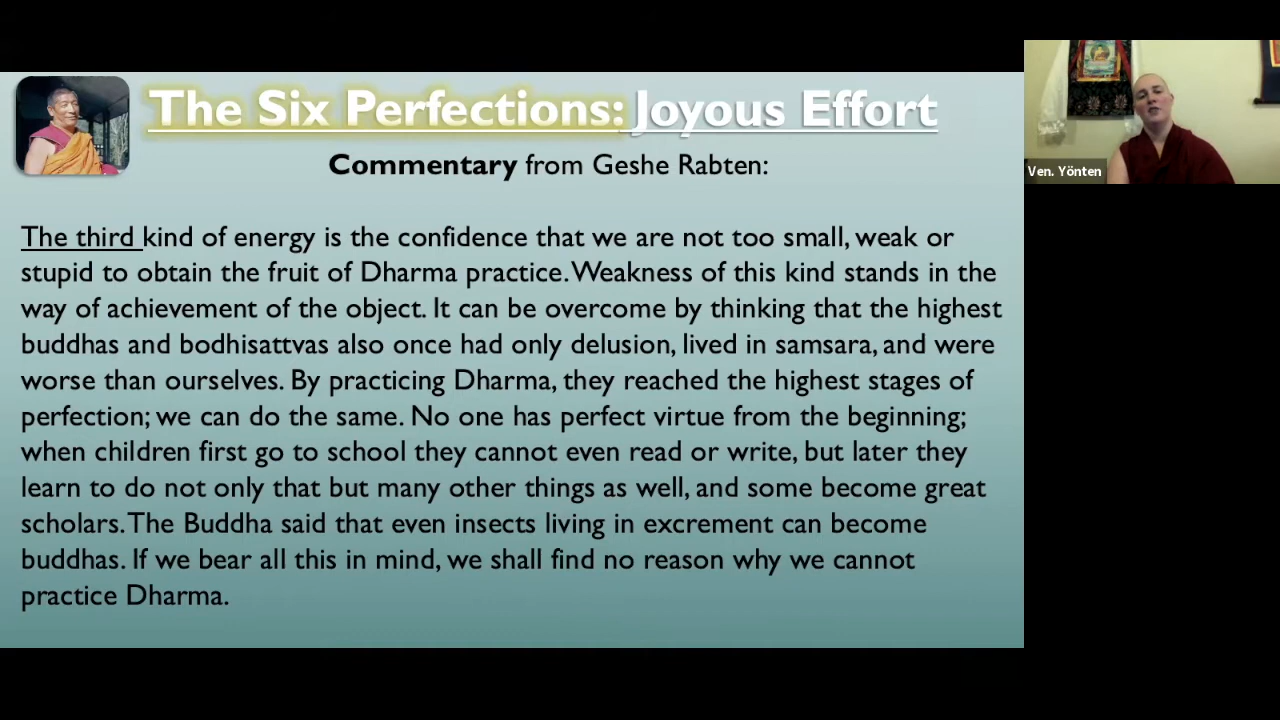 The Six Perfections: Joyous Effort
Commentary from Geshe Rabten:
The third kind of energy is the confidence that we are not too small, weak or
stupid to obtain the fruit of Dharma practice. Weakness of this kind stands in the
way of achievement of the object. It can be overcome by thinking that the highest
buddhas and bodhisattvas also once had only delusion, lived in samsara, and were
worse than ourselves. By practicing Dharma, they reached the highest stages of
perfection; we can do the same. No one has perfect virtue from the beginning;
when children first go to school they cannot even read or write, but later they
learn to do not only that but many other things as well, and some become great
scholars. The Buddha said that even insects living in excrement can become
buddhas. If we bear all this in mind, we shall find no reason why we cannot
practice Dharma.
Ven. Yönten